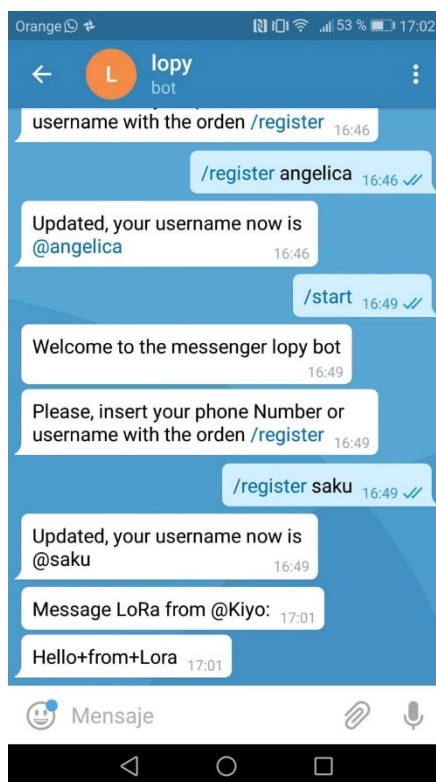 Orange 53 % 17:02
L
lopy
bot
username with the orden /register 16:46
/register angelica 16:46
Updated, your username now is
@angelica 16:46
/start 16:49
Welcome to the messenger lopy bot
16:49
Please, insert your phone Number or
username with the orden /register 16:49
/register saku 16:49
Updated, your username now is
@saku 16:49
Message LoRa from @Kiyo: 17:01
Hello+from+Lora 17:01
Mensaje